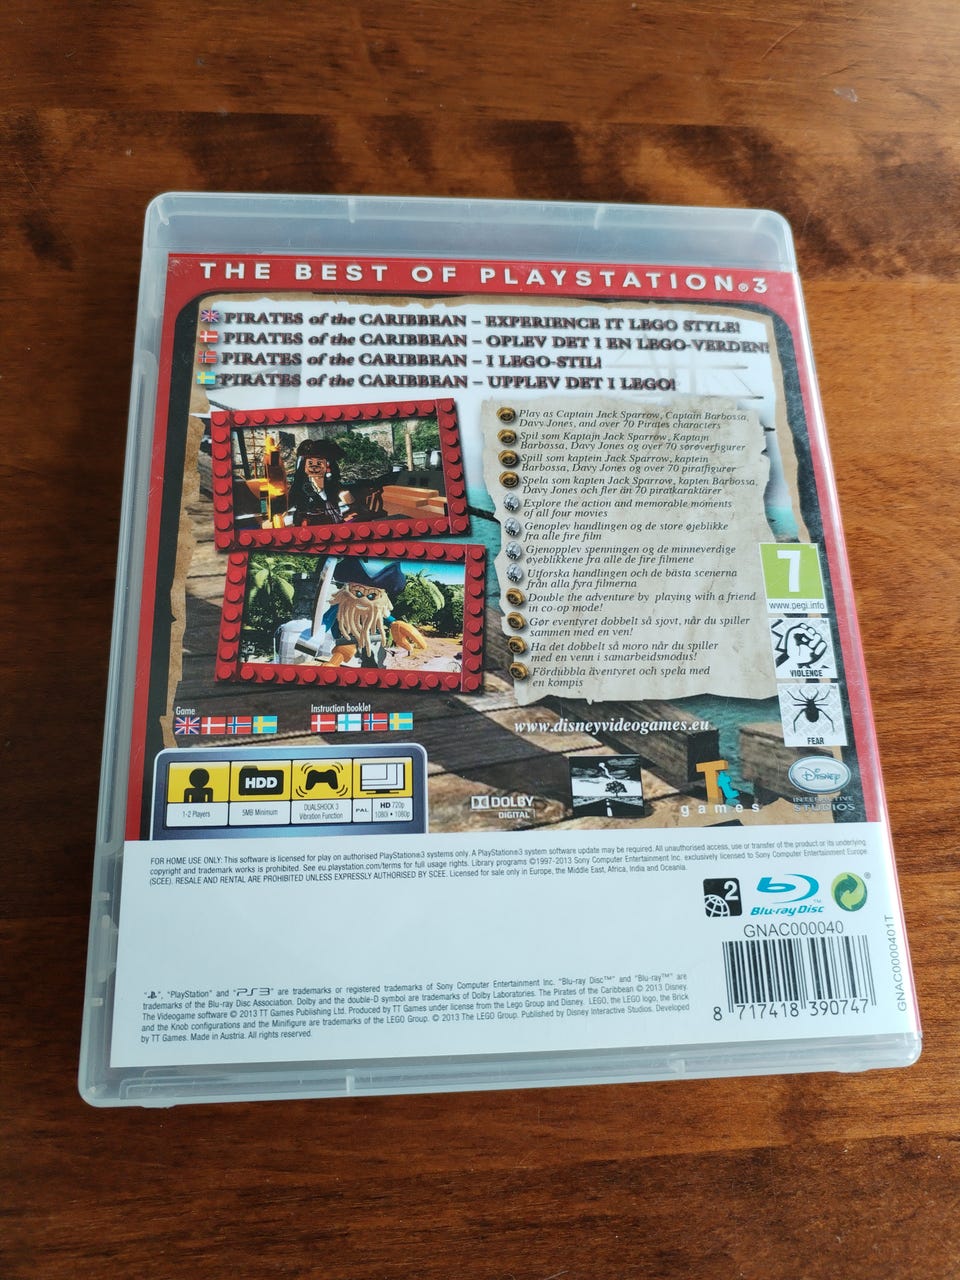 THE BEST OF PLAYSTATION®3
PIRATES of the CARIBBEAN – EXPERIENCE IT LEGO STYLE!
PIRATES of the CARIBBEAN – OPLEV DET I EN LEGO-VERDEN!
PIRATES of the CARIBBEAN – I LEGO-STIL!
PIRATES of the CARIBBEAN – UPPLEV DET I LEGO!
Play as Captain Jack Sparrow, Captain Barbossa,
Davy Jones, and over 70 Pirates characters
Spil som Kaptajn Jack Sparrow, Kaptajn
Barbossa, Davy Jones og over 70 sørøverfigurer
Spill som kaptein Jack Sparrow, kaptein
Barbossa, Davy Jones og over 70 piratfigurer
Spela som kapten Jack Sparrow, kapten Barbossa,
Davy Jones och fler än 70 piratkaraktärer
Explore the action and memorable moments
of all four movies
Genoplev handlingen og de store øjeblikke
fra alle fire film
Gjenopplev spenningen og de minneverdige
øyeblikkene fra alle de fire filmene
Utforska handlingen och de bästa scenerna
från alla fyra filmerna
Double the adventure by playing with a friend
in co-op mode!
Gør eventyret dobbelt så sjovt, når du spiller
sammen med en ven!
Ha det dobbelt så moro når du spiller
med en venn i samarbeidsmodus!
Fördubbla äventyret och spela med
en kompis
7
www.pegi.info
VIOLENCE
FEAR
Game
Instruction booklet
www.disneyvideogames.eu
1-2 Players
HDD
5MB Minimum
DUALSHOCK 3
Vibration Function
PAL
HD 720p
1080i • 1080p
DOLBY
DIGITAL
Tt
games
Disney
INTERACTIVE
STUDIOS
FOR HOME USE ONLY: This software is licensed for play on authorised PlayStation®3 systems only. A PlayStation®3 system software update may be required. All unauthorised access, use or transfer of the product or its underlying
copyright and trademark works is prohibited. See eu.playstation.com/terms for full usage rights. Library programs ©1997-2013 Sony Computer Entertainment Inc. exclusively licensed to Sony Computer Entertainment Europe
(SCEE). RESALE AND RENTAL ARE PROHIBITED UNLESS EXPRESSLY AUTHORISED BY SCEE. Licensed for sale only in Europe, the Middle East, Africa, India and Oceania.
2
Blu-ray Disc™
®
GNAC000040
8 717418 390747
GNAC0000401T
"", "PlayStation" and "PS3" are trademarks or registered trademarks of Sony Computer Entertainment Inc. "Blu-ray Disc™" and "Blu-ray™" are
trademarks of the Blu-ray Disc Association. Dolby and the double-D symbol are trademarks of Dolby Laboratories. The Pirates of the Caribbean © 2013 Disney.
The Videogame software © 2013 TT Games Publishing Ltd. Produced by TT Games under license from the Lego Group and Disney. LEGO, the LEGO logo, the Brick
and the Knob configurations and the Minifigure are trademarks of the LEGO Group. © 2013 The LEGO Group. Published by Disney Interactive Studios. Developed
by TT Games. Made in Austria. All rights reserved.